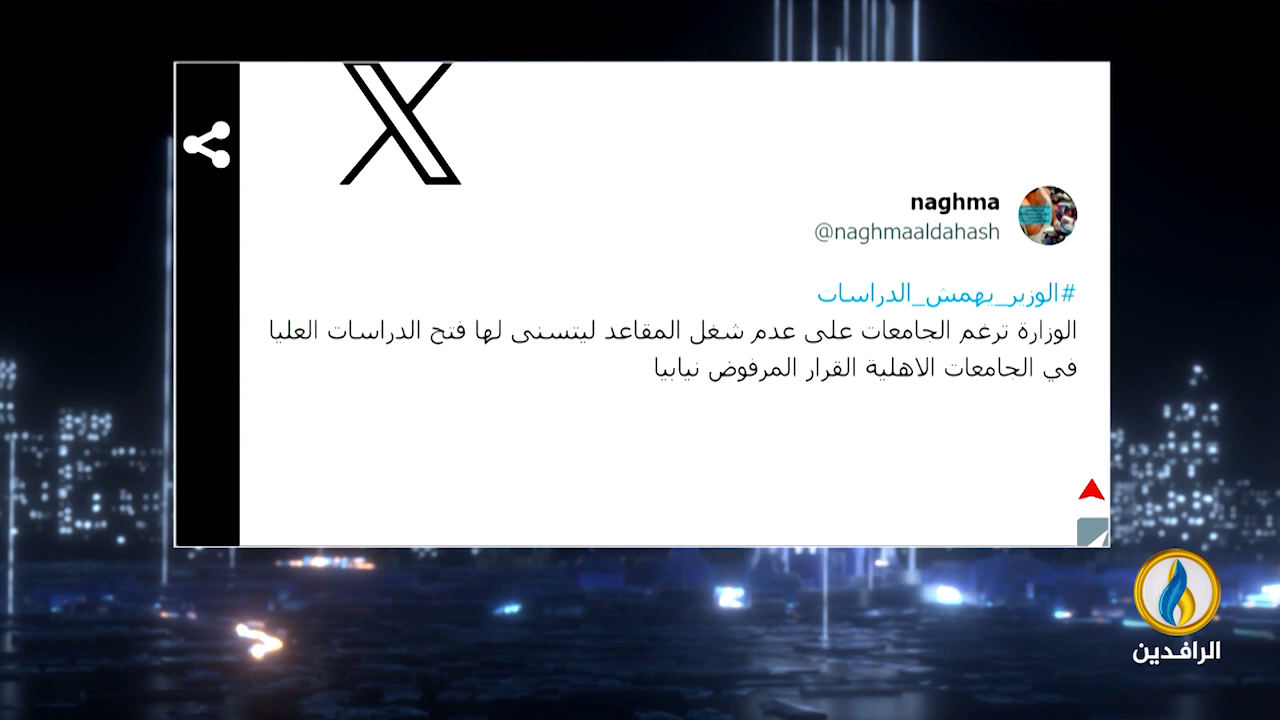 naghma
@naghmaaldahash
#الوزير_يهمش_الدراسات
الوزارة ترغم الجامعات على عدم شغل المقاعد ليتسنى لها فتح الدراسات العليا
في الجامعات الاهلية القرار المرفوض نيابيا
الرافدين